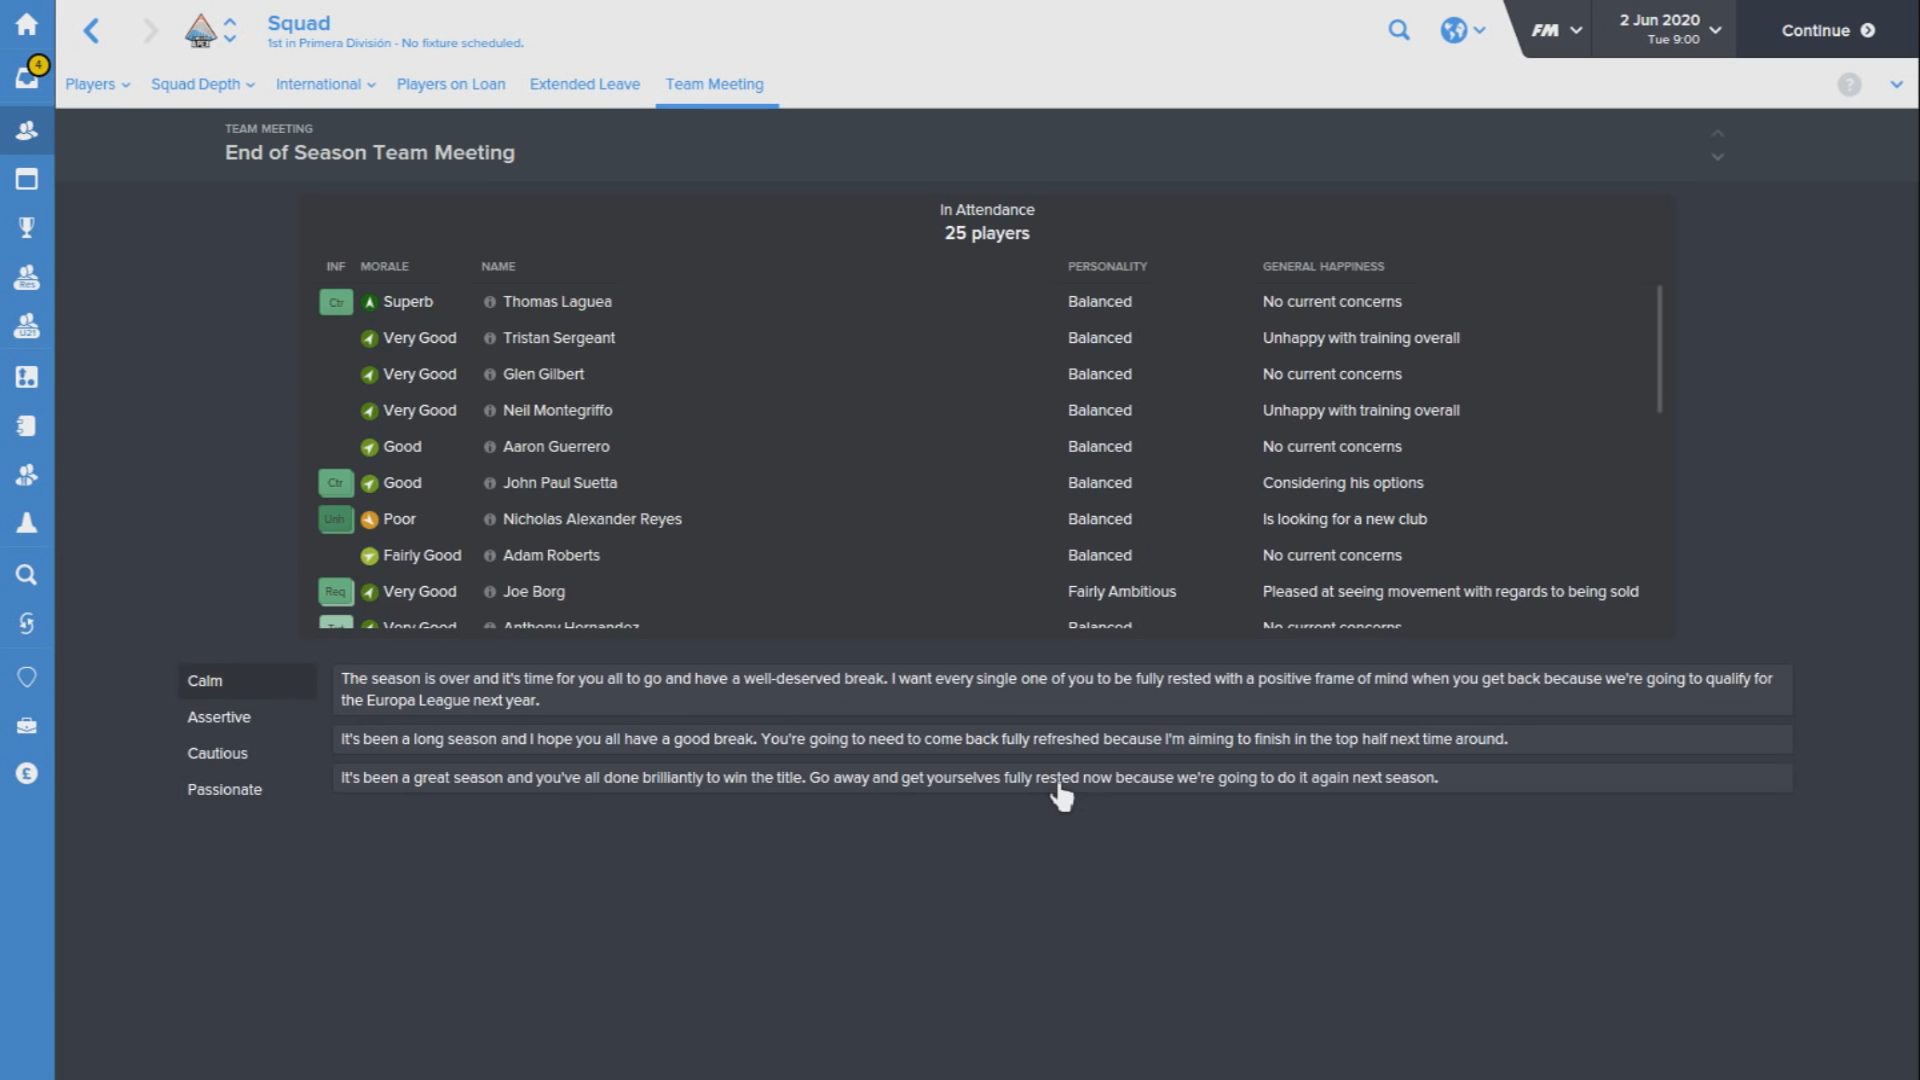 Squad
1st in Primera División - No fixture scheduled.
FM
2 Jun 2020
Tue 9:00
Continue
4
Players
Squad Depth
International
Players on Loan
Extended Leave
Team Meeting
?
TEAM MEETING
End of Season Team Meeting
In Attendance
25 players
INF MORALE NAME PERSONALITY GENERAL HAPPINESS
Ctr Superb Thomas Laguea Balanced No current concerns
Very Good Tristan Sergeant Balanced Unhappy with training overall
Very Good Glen Gilbert Balanced No current concerns
Very Good Neil Montegriffo Balanced Unhappy with training overall
Good Aaron Guerrero Balanced No current concerns
Ctr Good John Paul Suetta Balanced Considering his options
Unh Poor Nicholas Alexander Reyes Balanced Is looking for a new club
Fairly Good Adam Roberts Balanced No current concerns
Req Very Good Joe Borg Fairly Ambitious Pleased at seeing movement with regards to being sold
Very Good Anthony Hernandez Balanced No current concerns
Res
U21
Calm
Assertive
Cautious
Passionate
The season is over and it's time for you all to go and have a well-deserved break. I want every single one of you to be fully rested with a positive frame of mind when you get back because we're going to qualify for
the Europa League next year.
It's been a long season and I hope you all have a good break. You're going to need to come back fully refreshed because I'm aiming to finish in the top half next time around.
It's been a great season and you've all done brilliantly to win the title. Go away and get yourselves fully rested now because we're going to do it again next season.